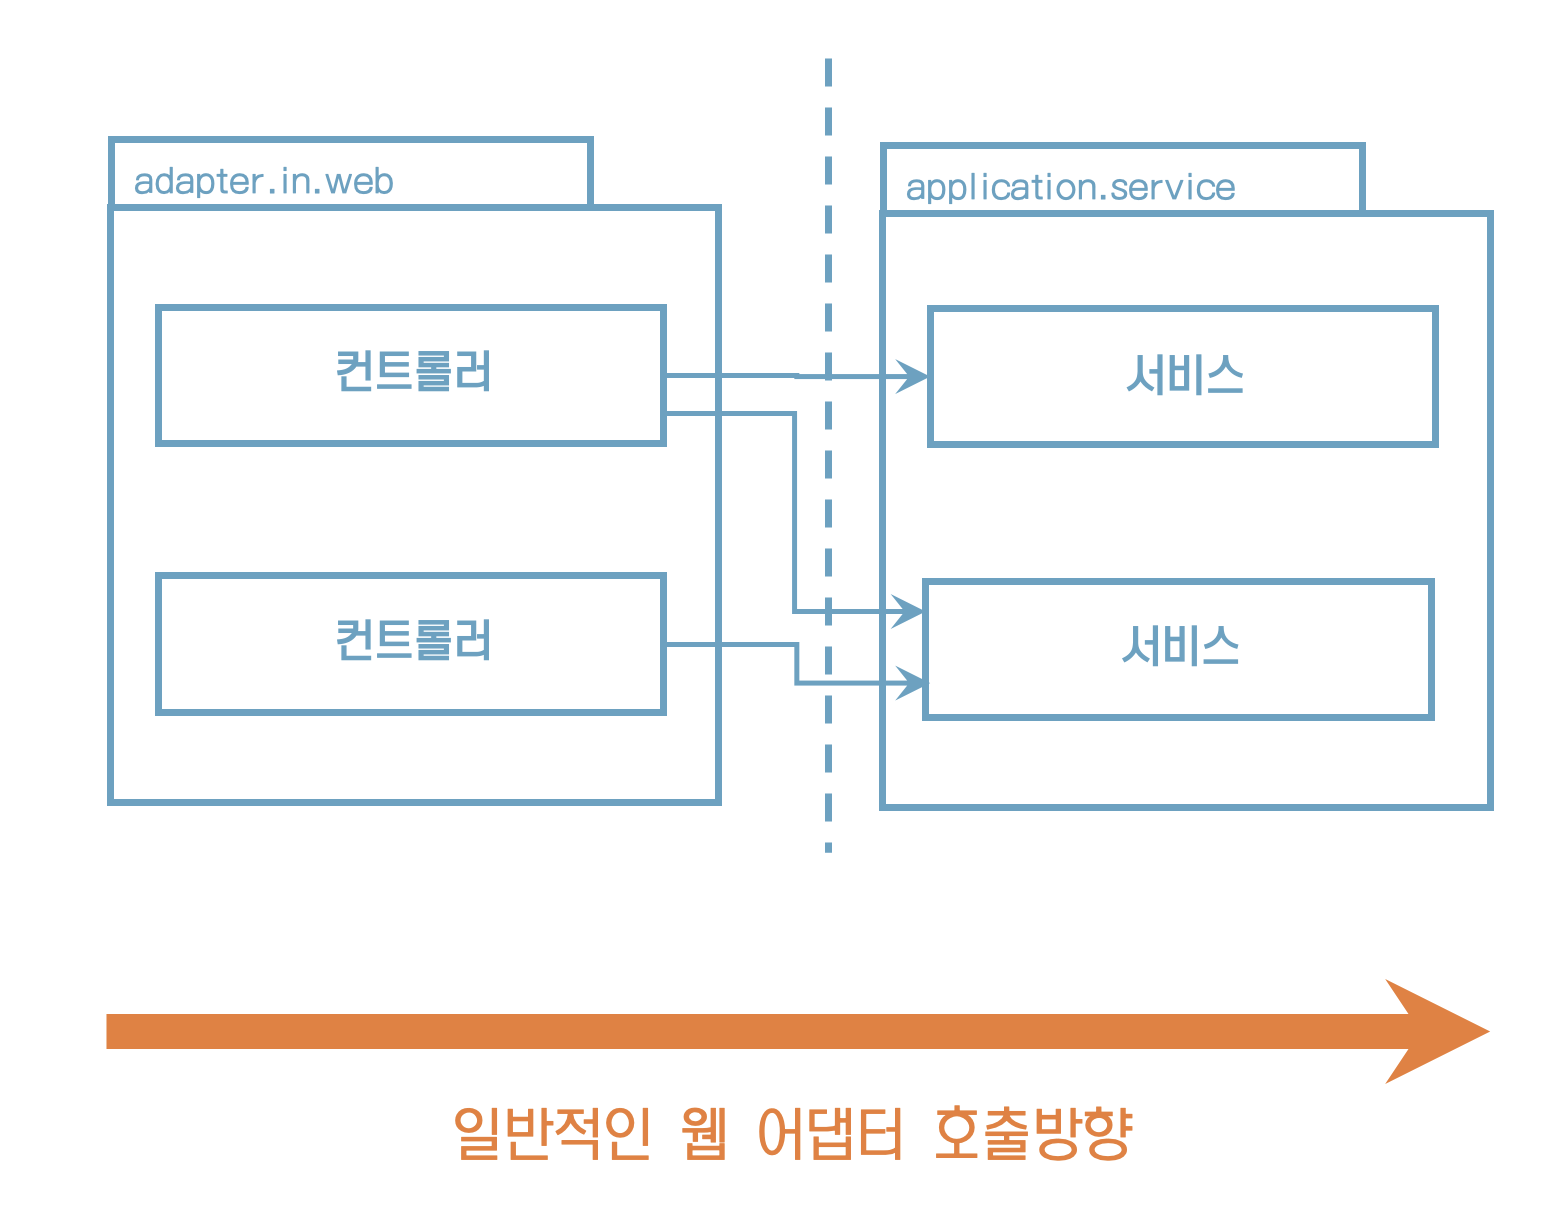 adapter.in.web
컨트롤러
컨트롤러
application.service
서비스
서비스
일반적인 웹 어댑터 호출방향